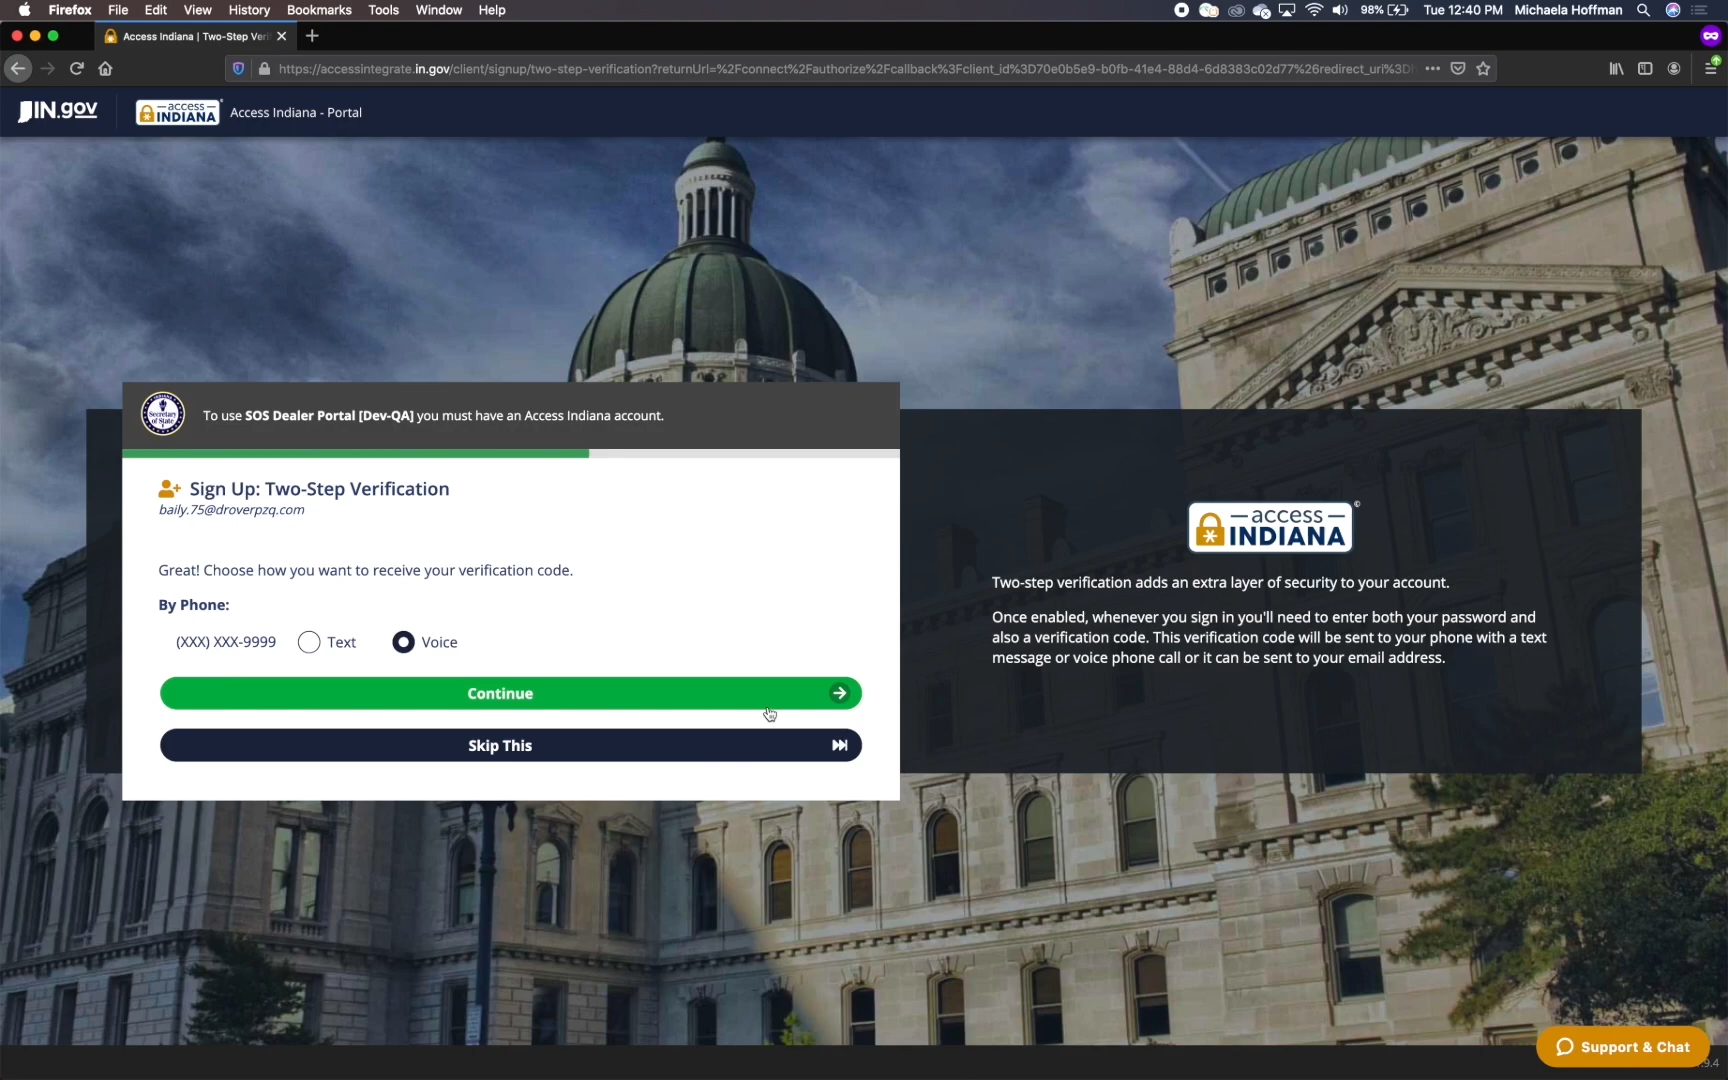 Firefox File Edit View History Bookmarks Tools Window Help 98% Tue 12:40 PM Michaela Hoffman
Access Indiana | Two-Step Veri
https://accessintegrate.in.gov/client/signup/two-step-verification?returnUrl=%2Fconnect%2Fauthorize%2Fcallback%3Fclient_id%3D70e0b5e9-b0fb-41e4-88d4-6d8383c02d77%26redirect_uri%3D
IN.gov access INDIANA Access Indiana - Portal
INDIANA Secretary of State
To use SOS Dealer Portal [Dev-QA] you must have an Access Indiana account.
Sign Up: Two-Step Verification
baily.75@droverpzq.com
Great! Choose how you want to receive your verification code.
By Phone:
(XXX) XXX-9999 Text Voice
Continue
Skip This
access
INDIANA
Two-step verification adds an extra layer of security to your account.
Once enabled, whenever you sign in you'll need to enter both your password and
also a verification code. This verification code will be sent to your phone with a text
message or voice phone call or it can be sent to your email address.
Support & Chat
.9.4